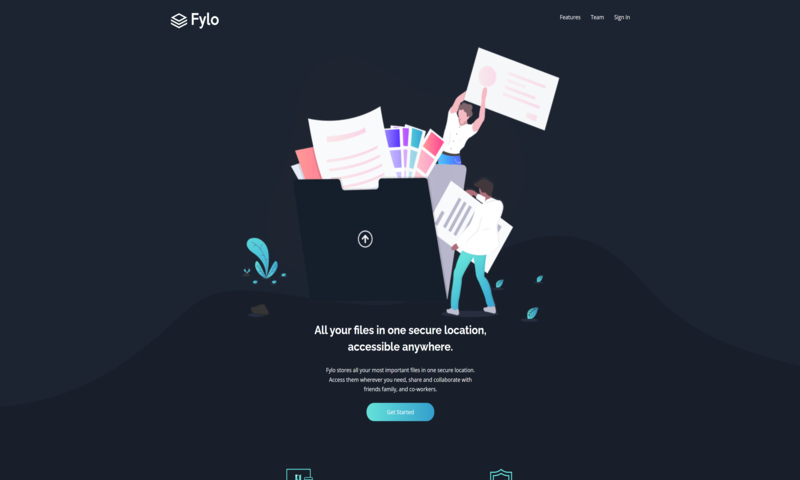 Fylo
Features Team Sign In
All your files in one secure location,
accessible anywhere.
Fylo stores all your most important files in one secure location.
Access them wherever you need, share and collaborate with
friends family, and co-workers.
Get Started